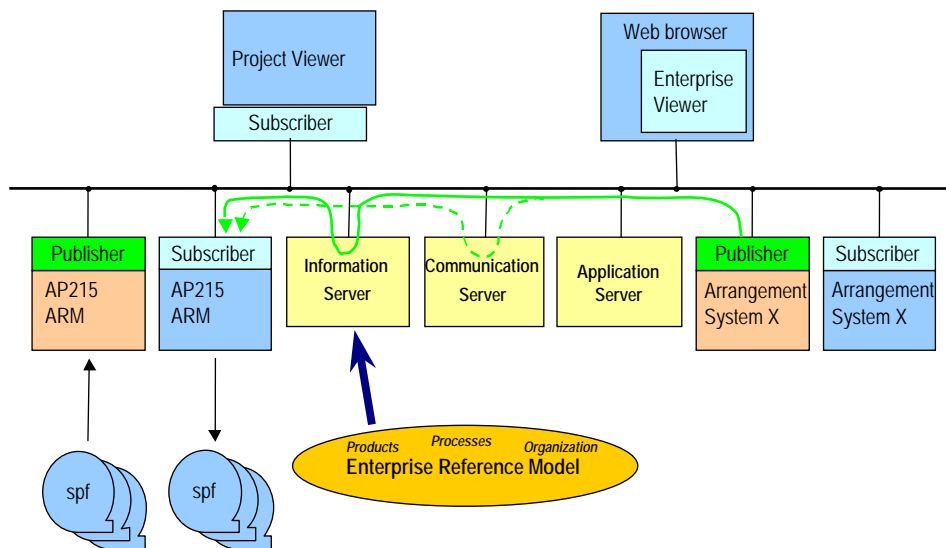 Project Viewer
Subscriber
Web browser
Enterprise
Viewer
Publisher
AP215
ARM
Subscriber
AP215
ARM
Information
Server
Communication
Server
Application
Server
Publisher
Arrangement
System X
Subscriber
Arrangement
System X
Products Processes Organization
Enterprise Reference Model
spf
spf